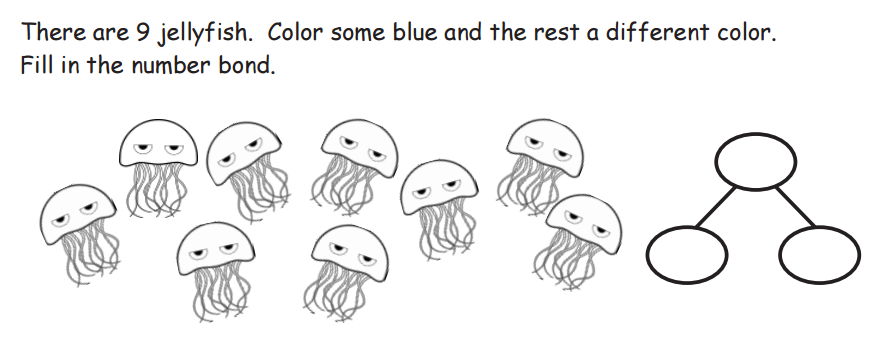 There are 9 jellyfish. Color some blue and the rest a different color.
Fill in the number bond.